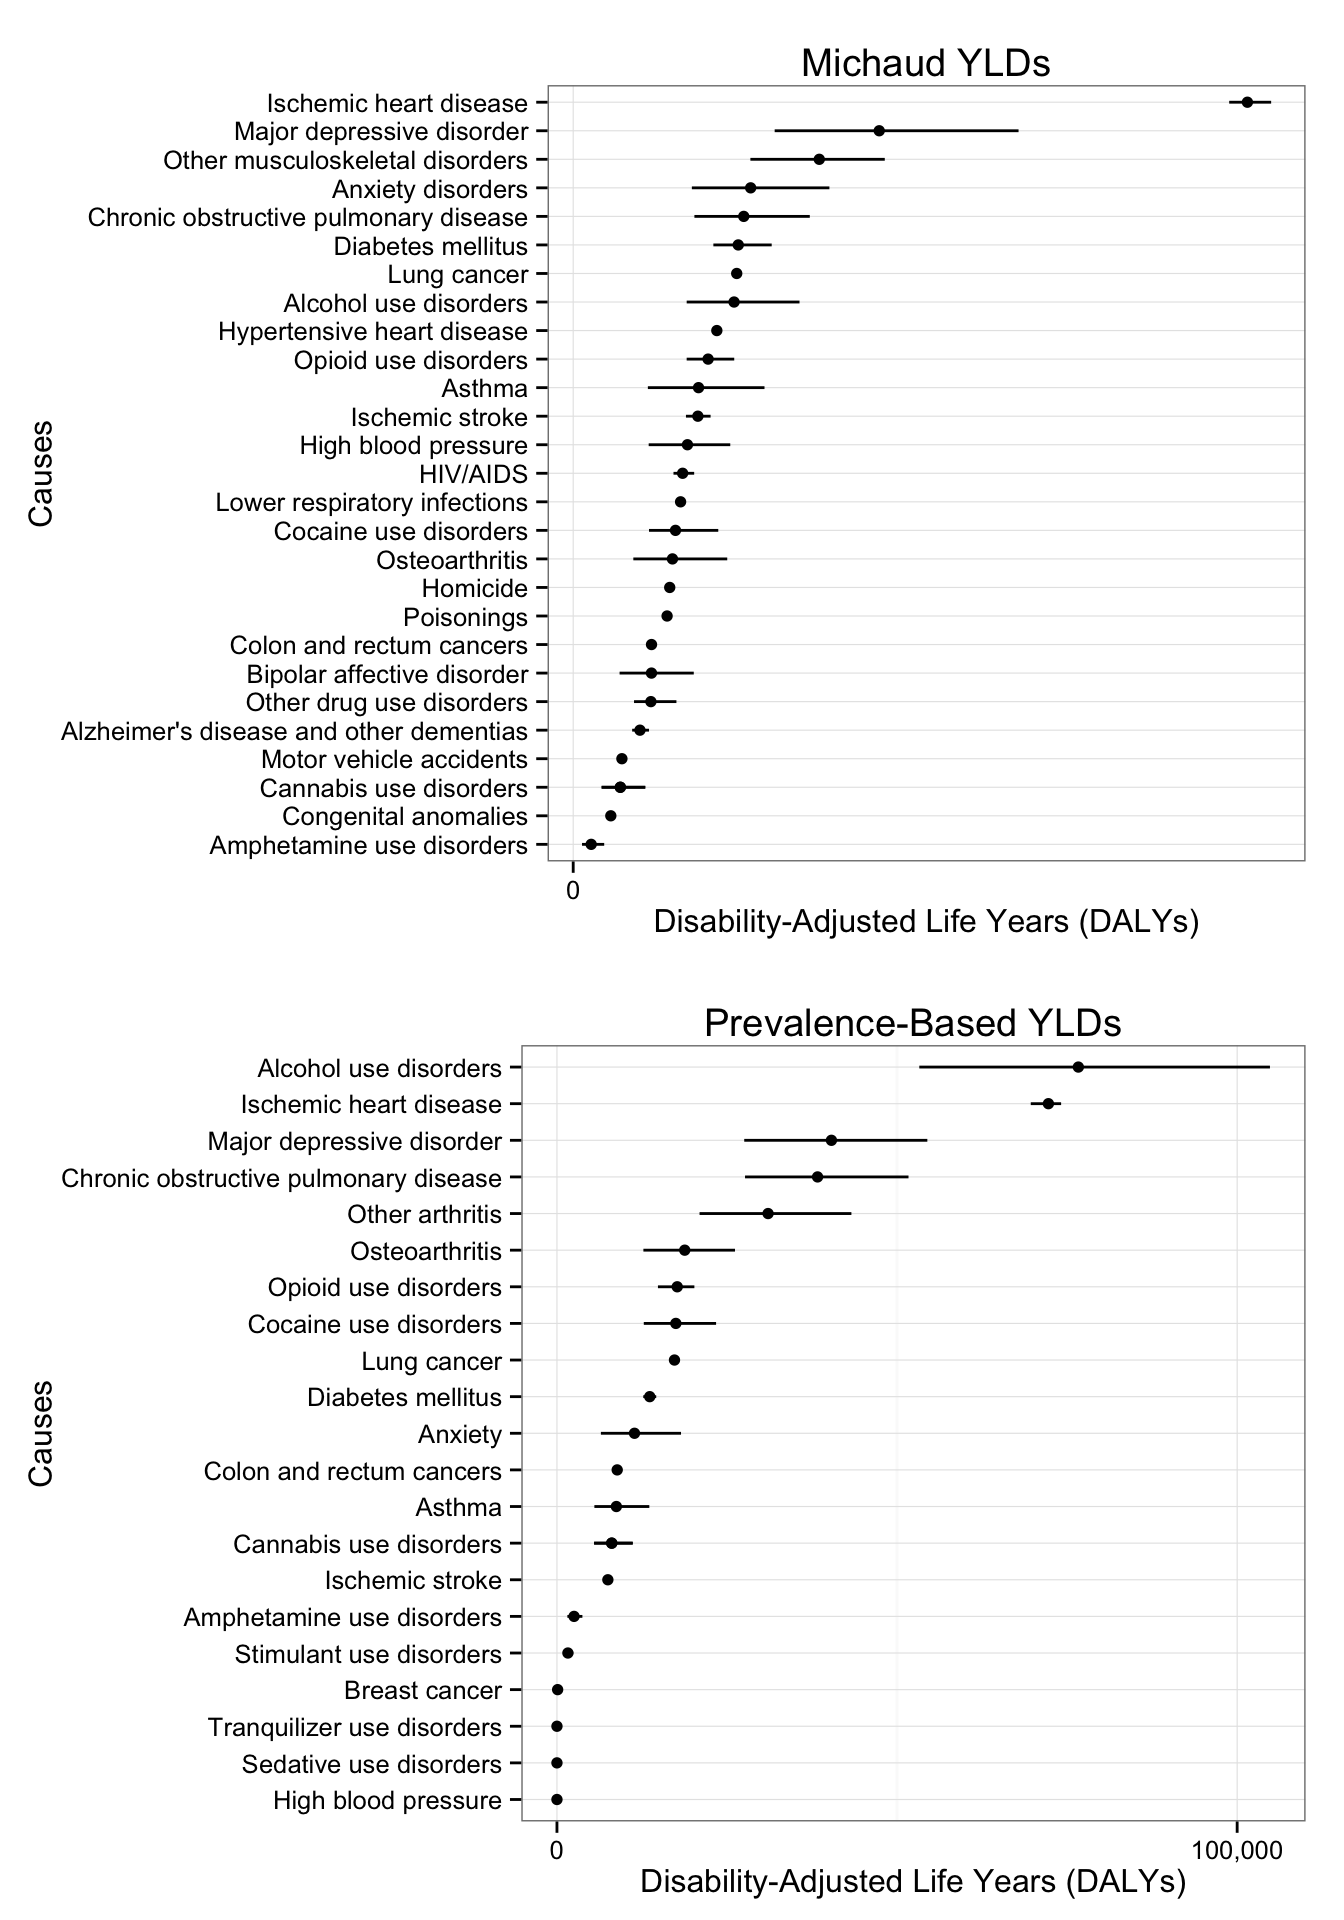 Michaud YLDs
Ischemic heart disease
Major depressive disorder
Other musculoskeletal disorders
Anxiety disorders
Chronic obstructive pulmonary disease
Diabetes mellitus
Lung cancer
Alcohol use disorders
Hypertensive heart disease
Opioid use disorders
Asthma
Ischemic stroke
High blood pressure
HIV/AIDS
Lower respiratory infections
Cocaine use disorders
Osteoarthritis
Homicide
Poisonings
Colon and rectum cancers
Bipolar affective disorder
Other drug use disorders
Alzheimer's disease and other dementias
Motor vehicle accidents
Cannabis use disorders
Congenital anomalies
Amphetamine use disorders
Causes
0
Disability-Adjusted Life Years (DALYs)
Prevalence-Based YLDs
Alcohol use disorders
Ischemic heart disease
Major depressive disorder
Chronic obstructive pulmonary disease
Other arthritis
Osteoarthritis
Opioid use disorders
Cocaine use disorders
Lung cancer
Diabetes mellitus
Anxiety
Colon and rectum cancers
Asthma
Cannabis use disorders
Ischemic stroke
Amphetamine use disorders
Stimulant use disorders
Breast cancer
Tranquilizer use disorders
Sedative use disorders
High blood pressure
Causes
0 100,000
Disability-Adjusted Life Years (DALYs)